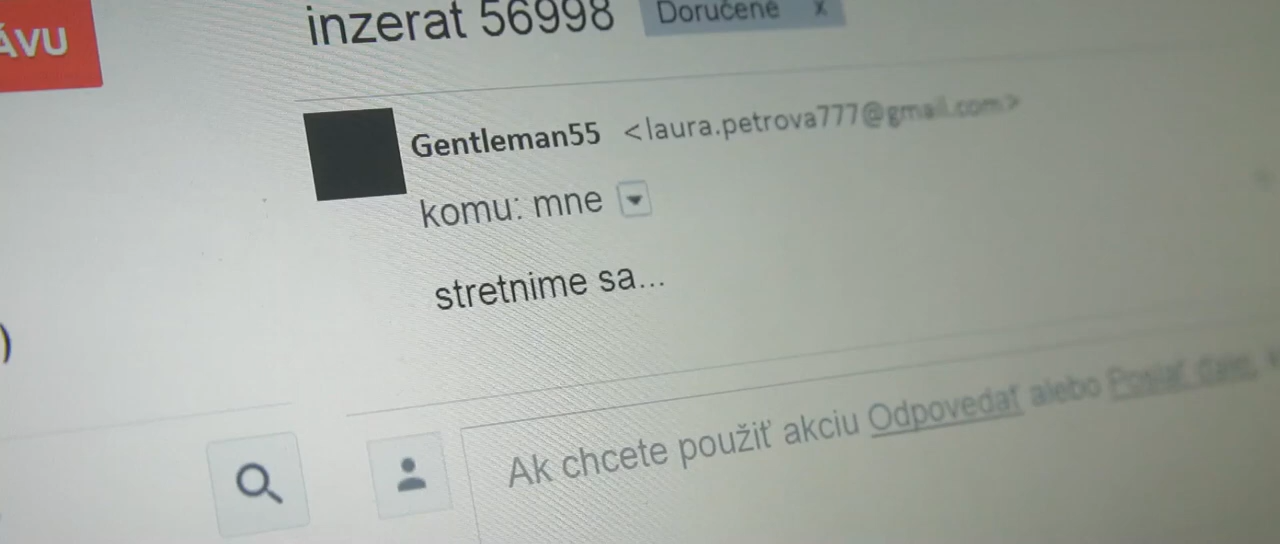 ÁVU
inzerat 56998 Doručené x
Gentleman55 <laura.petrova777@gmail.com>
komu: mne
stretnime sa...
)
Ak chcete použiť akciu Odpovedať alebo Poslať ďalej,